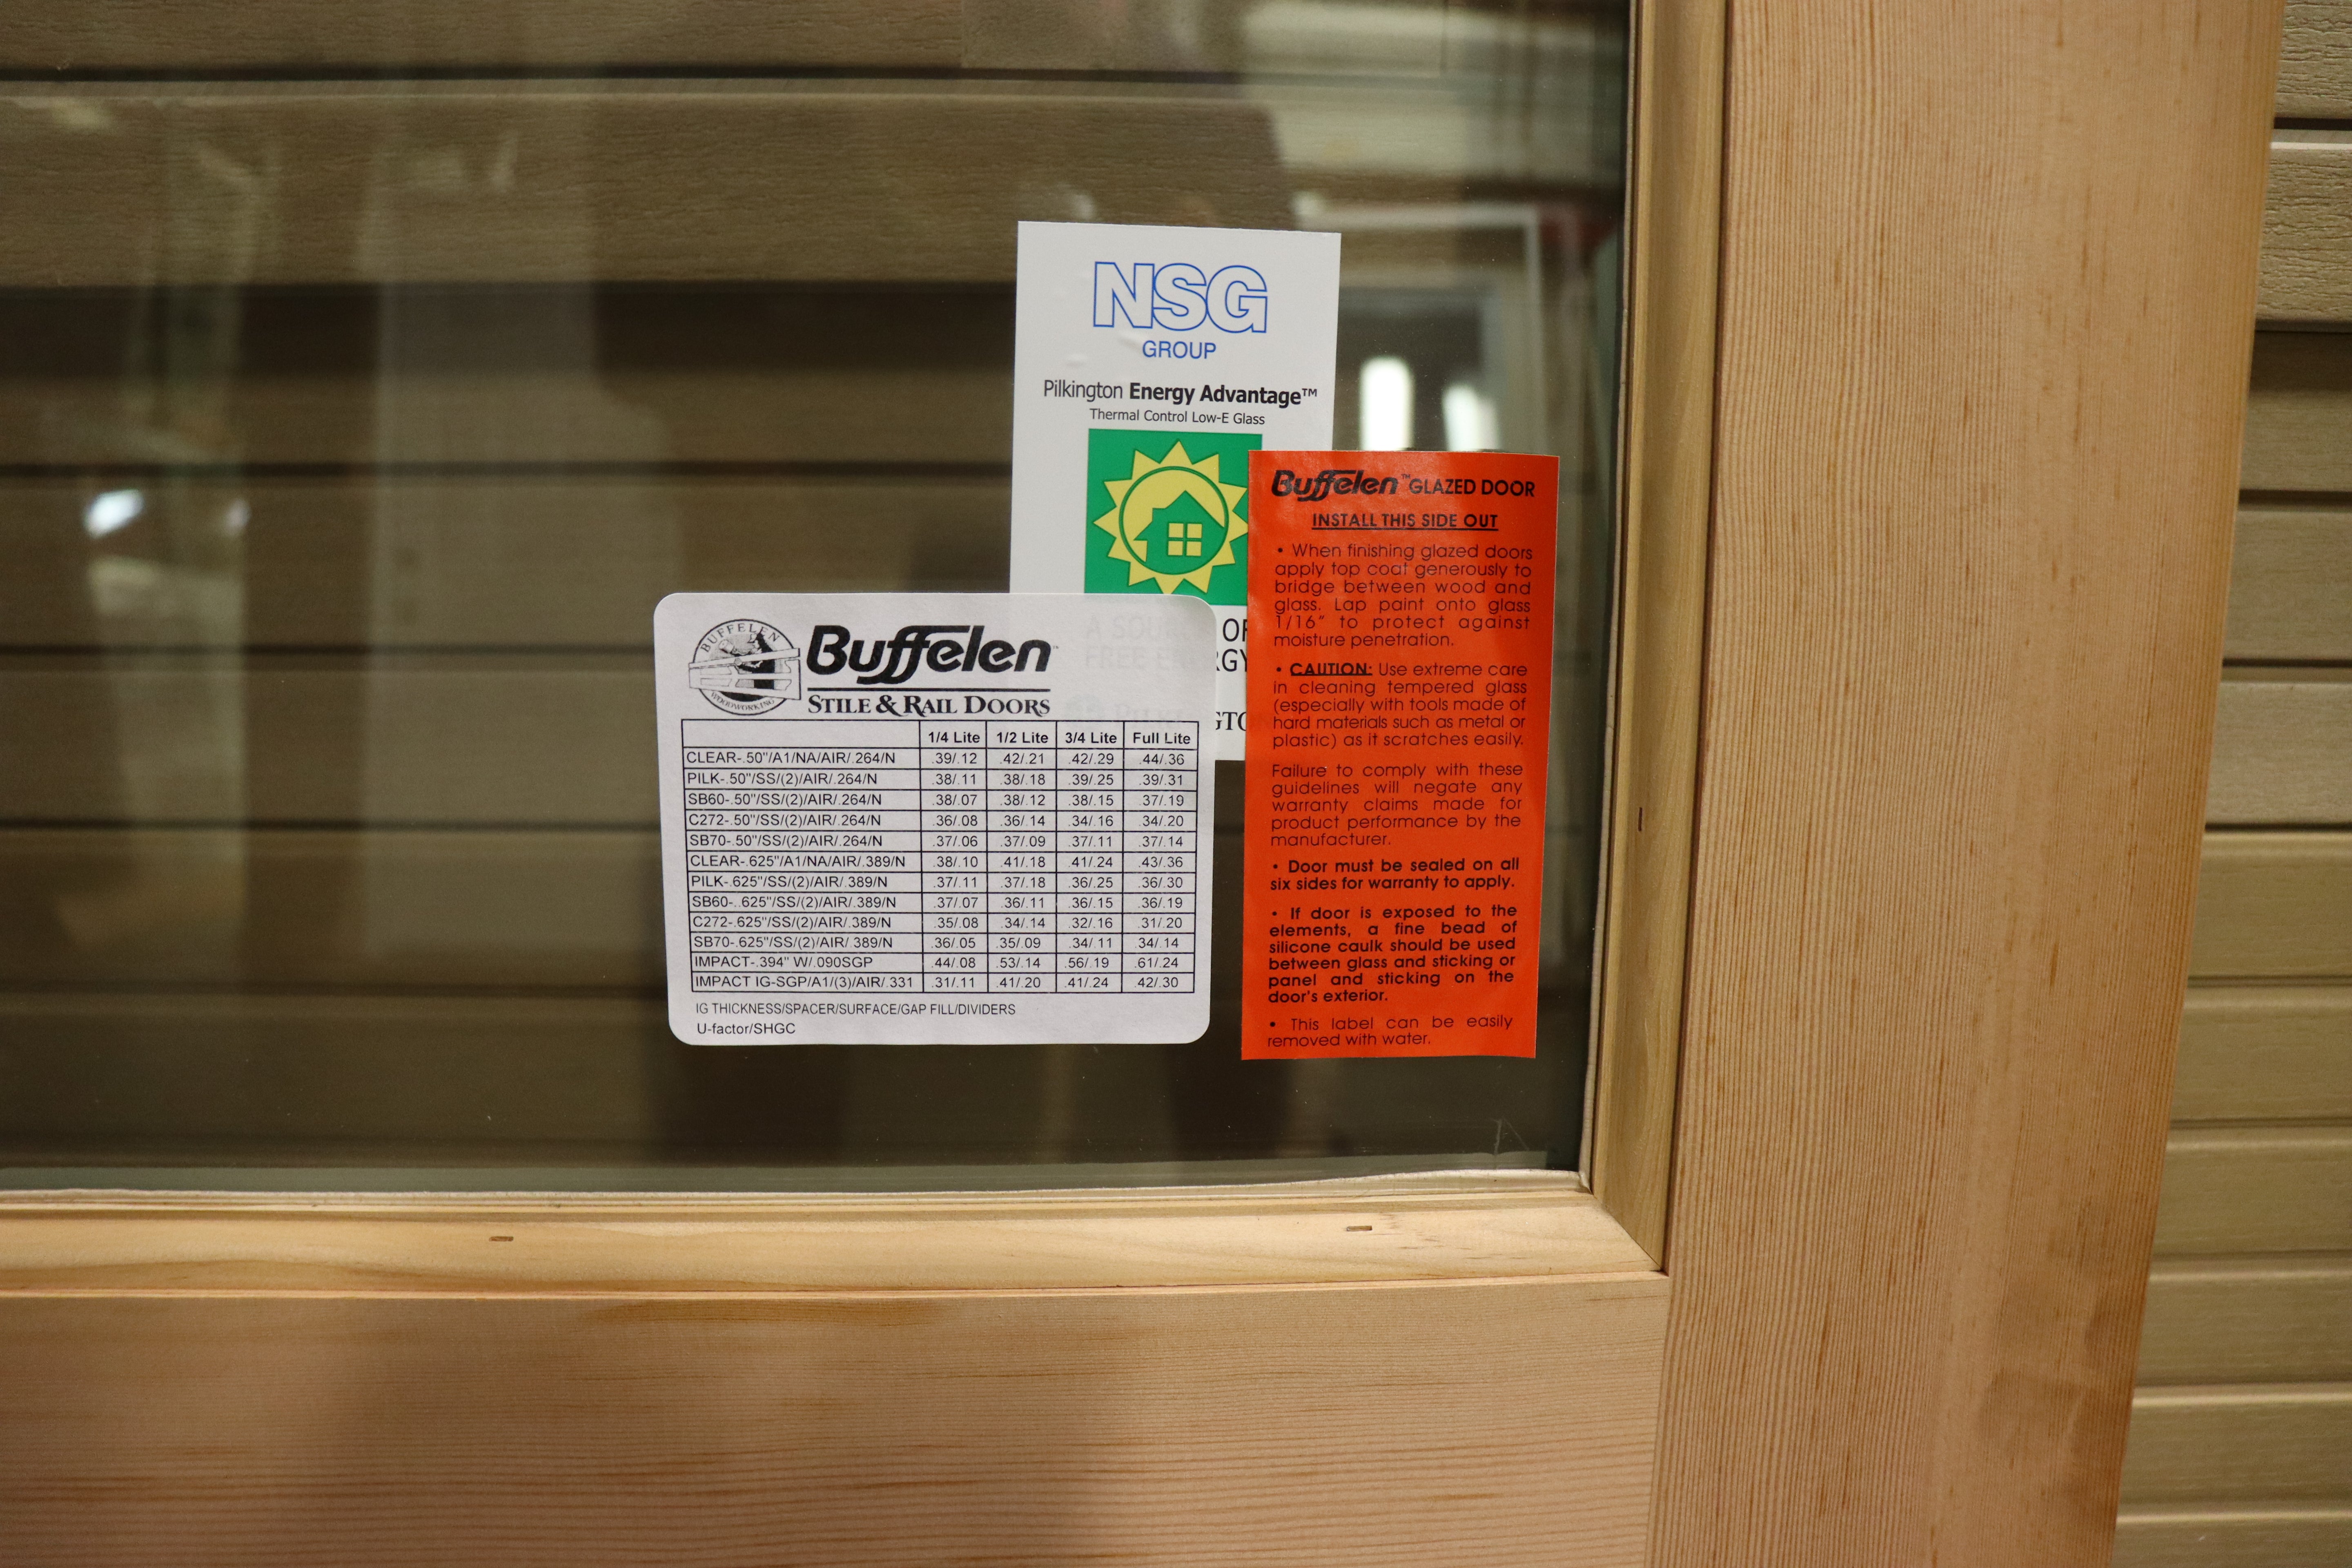 NSG
GROUP
Pilkington Energy Advantage™
Thermal Control Low-E Glass
A SOU OF
FREE RGY
Buffelen™ GLAZED DOOR
INSTALL THIS SIDE OUT
• When finishing glazed doors
apply top coat generously to
bridge between wood and
glass. Lap paint onto glass
1/16" to protect against
moisture penetration.
• CAUTION: Use extreme care
in cleaning tempered glass
(especially with tools made of
hard materials such as metal or
plastic) as it scratches easily.
Failure to comply with these
guidelines will negate any
warranty claims made for
product performance by the
manufacturer.
• Door must be sealed on all
six sides for warranty to apply.
• If door is exposed to the
elements, a fine bead of
silicone caulk should be used
between glass and sticking or
panel and sticking on the
door's exterior.
• This label can be easily
removed with water.
BUFFELEN
WOODWORKING
Buffelen™
STILE & RAIL DOORS
1/4 Lite 1/2 Lite 3/4 Lite Full Lite
CLEAR-.50"/A1/NA/AIR/.264/N .39/.12 .42/.21 .42/.29 .44/.36
PILK-.50"/SS/(2)/AIR/.264/N .38/.11 .38/.18 .39/.25 .39/.31
SB60-.50"/SS/(2)/AIR/.264/N .38/.07 .38/.12 .38/.15 .37/.19
C272-.50"/SS/(2)/AIR/.264/N .36/.08 .36/.14 .34/.16 .34/.20
SB70-.50"/SS/(2)/AIR/.264/N .37/.06 .37/.09 .37/.11 .37/.14
CLEAR-.625"/A1/NA/AIR/.389/N .38/.10 .41/.18 .41/.24 .43/.36
PILK-.625"/SS/(2)/AIR/.389/N .37/.11 .37/.18 .36/.25 .36/.30
SB60-.625"/SS/(2)/AIR/.389/N .37/.07 .36/.11 .36/.15 .36/.19
C272-.625"/SS/(2)/AIR/.389/N .35/.08 .34/.14 .32/.16 .31/.20
SB70-.625"/SS/(2)/AIR/.389/N .36/.05 .35/.09 .34/.11 .34/.14
IMPACT-.394" W/.090SGP .44/.08 .53/.14 .56/.19 .61/.24
IMPACT IG-SGP/A1/(3)/AIR/.331 .31/.11 .41/.20 .41/.24 .42/.30
IG THICKNESS/SPACER/SURFACE/GAP FILL/DIVIDERS
U-factor/SHGC